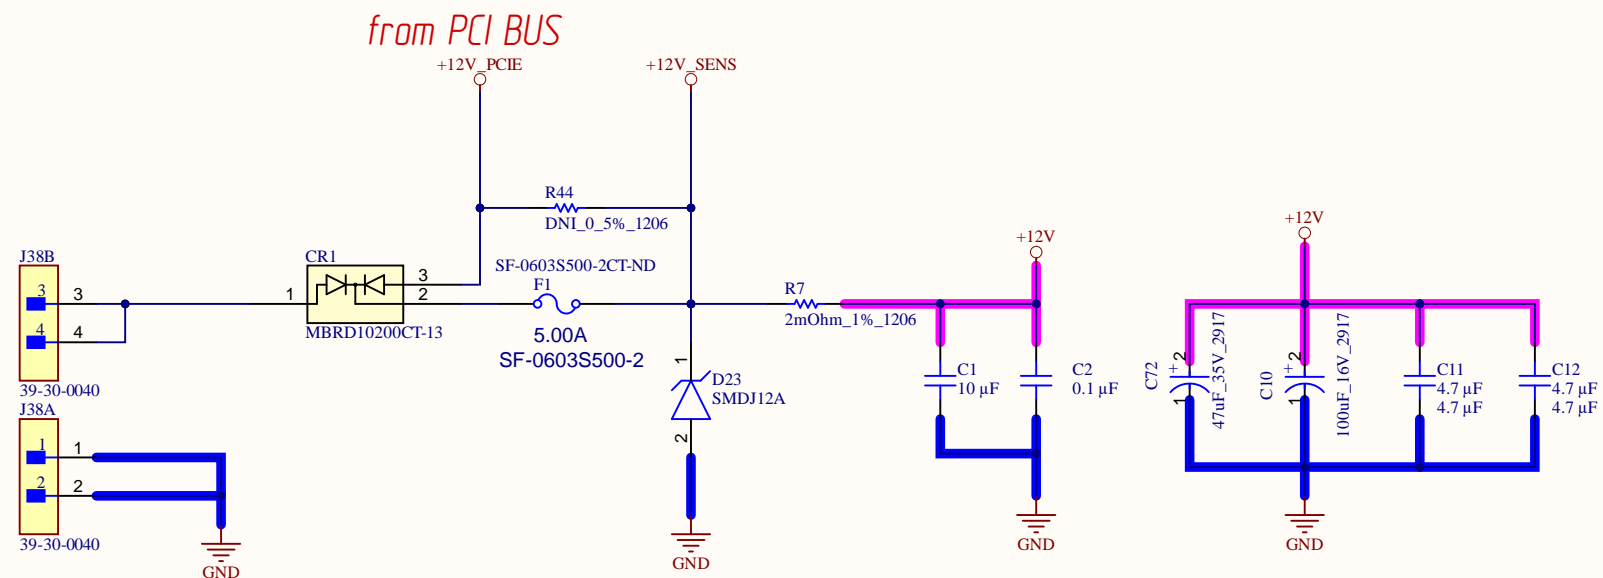 from PCI BUS
+12V_PCIE
+12V_SENS
R44
DNI_0_5%_1206
J38B
3
3
4
4
39-30-0040
CR1
1
3
2
MBRD10200CT-13
SF-0603S500-2CT-ND
F1
5.00A
SF-0603S500-2
R7
2mOhm_1%_1206
+12V
C1
10 µF
C2
0.1 µF
GND
1
D23
SMDJ12A
2
GND
J38A
1
1
2
2
39-30-0040
GND
+12V
C72
2
+
1
47uF_35V_2917
C10
2
+
1
100uF_16V_2917
C11
4.7 µF
4.7 µF
C12
4.7 µF
4.7 µF
GND